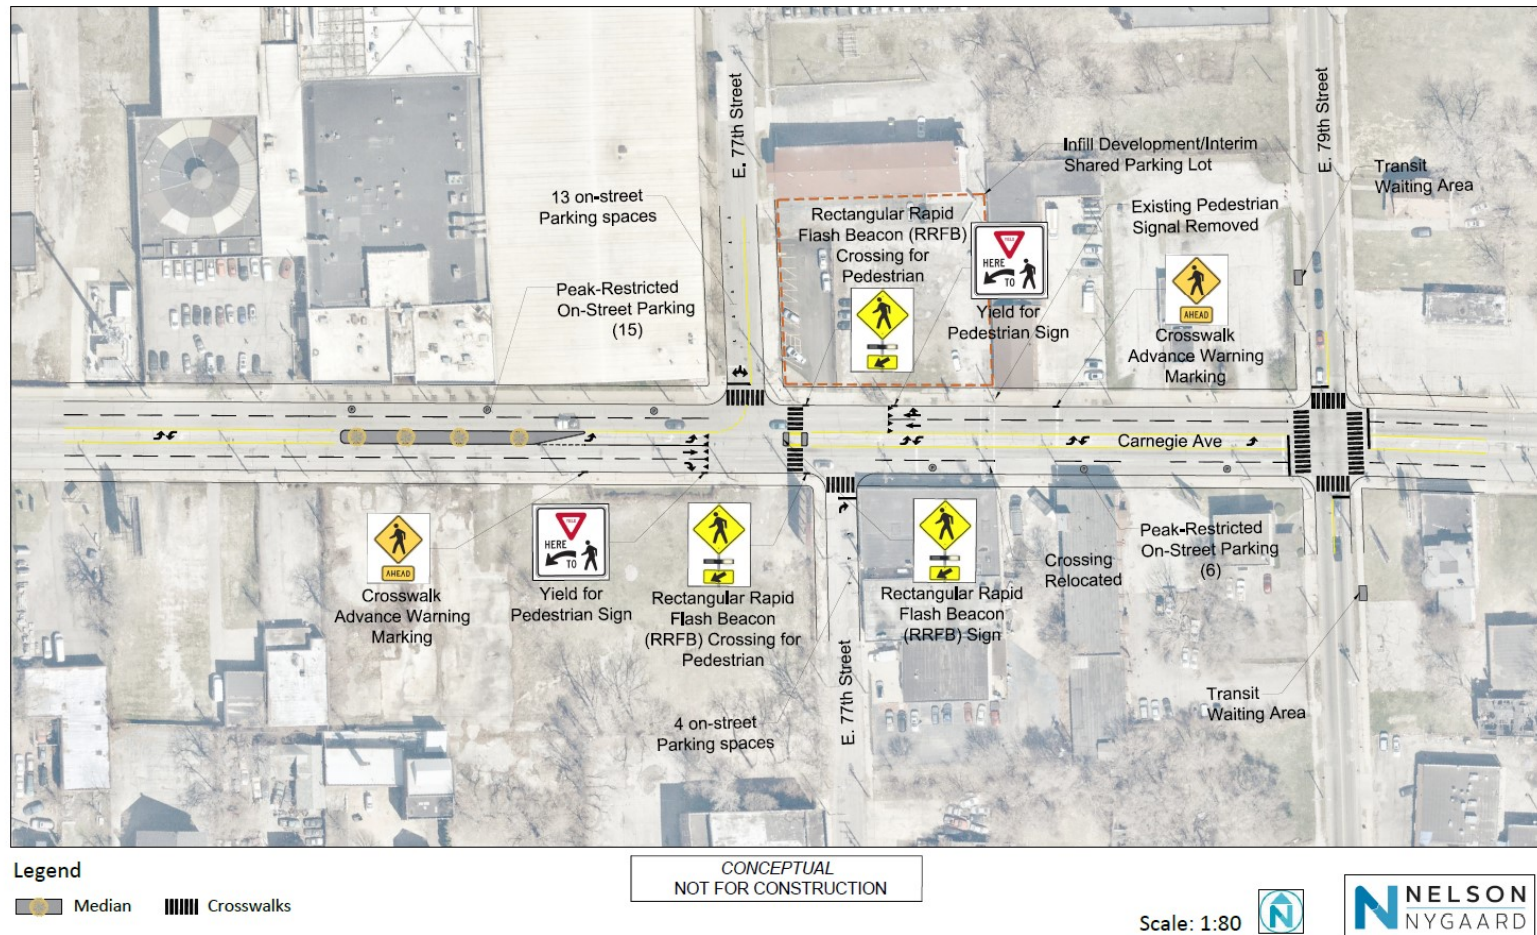 E. 77th Street
E. 79th Street
Infill Development/Interim
Shared Parking Lot
Transit
Waiting Area
13 on-street
Parking spaces
Rectangular Rapid
Flash Beacon (RRFB)
Crossing for
Pedestrian
Existing Pedestrian
Signal Removed
YIELD
HERE
TO
Yield for
Pedestrian Sign
Peak-Restricted
On-Street Parking
(15)
AHEAD
Crosswalk
Advance Warning
Marking
Carnegie Ave
AHEAD
Crosswalk
Advance Warning
Marking
YIELD
HERE
TO
Yield for
Pedestrian Sign
Rectangular Rapid
Flash Beacon
(RRFB) Crossing for
Pedestrian
Rectangular Rapid
Flash Beacon
(RRFB) Sign
Crossing
Relocated
Peak-Restricted
On-Street Parking
(6)
E. 77th Street
4 on-street
Parking spaces
Transit
Waiting Area
Legend
Median
Crosswalks
CONCEPTUAL
NOT FOR CONSTRUCTION
Scale: 1:80
N
NELSON
NYGAARD